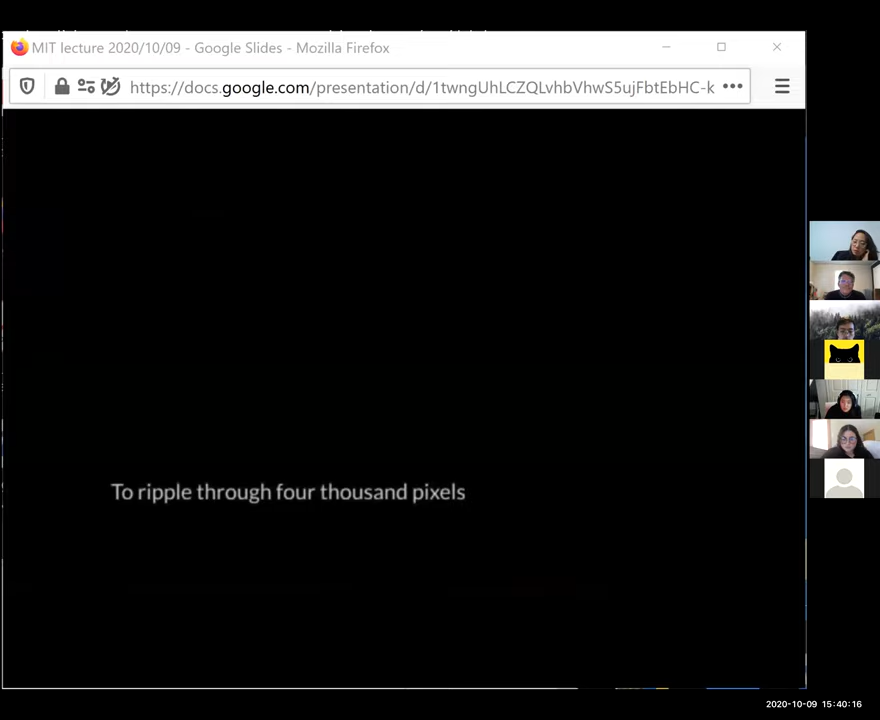 MIT lecture 2020/10/09 - Google Slides - Mozilla Firefox
https://docs.google.com/presentation/d/1twngUhLCZQLvhbVhwS5ujFbtEbHC-k
To ripple through four thousand pixels
2020-10-09 15:40:16